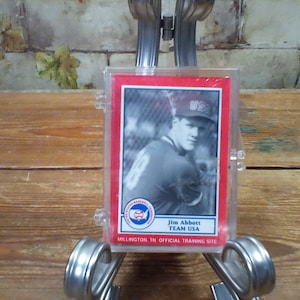 Jim Abbott
TEAM USA
MILLINGTON, TN OFFICIAL TRAINING SITE